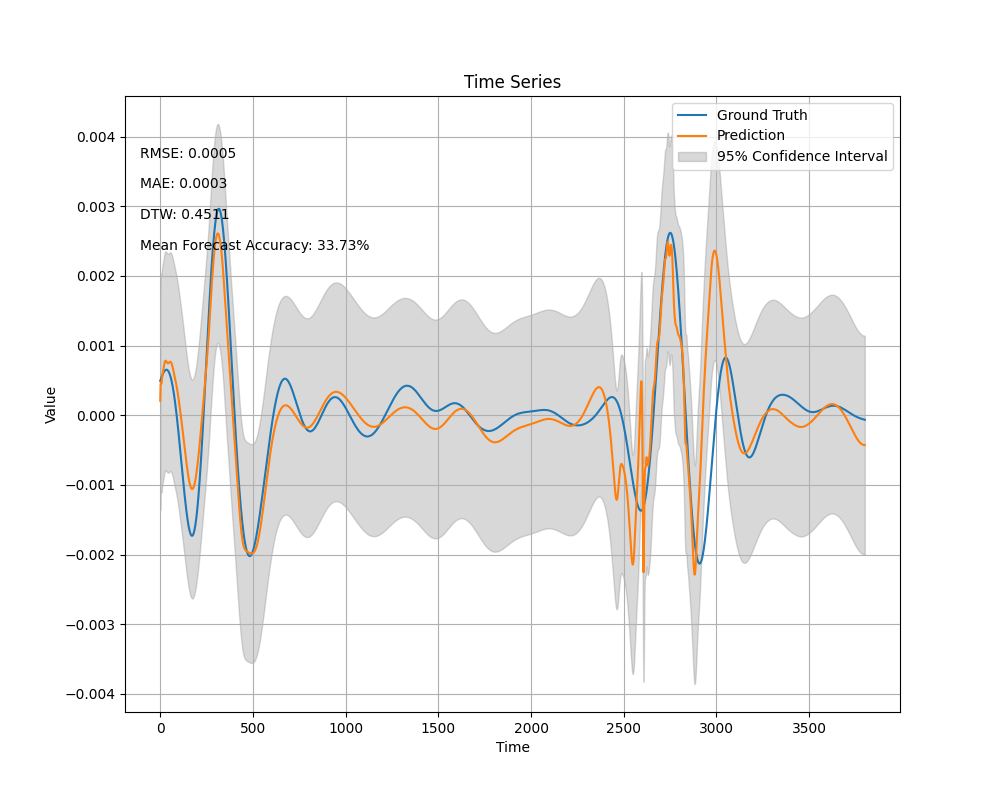 Time Series
Ground Truth
Prediction
95% Confidence Interval
RMSE: 0.0005
MAE: 0.0003
DTW: 0.4511
Mean Forecast Accuracy: 33.73%
0.004
0.003
0.002
0.001
0.000
−0.001
−0.002
−0.003
−0.004
Value
0 500 1000 1500 2000 2500 3000 3500
Time